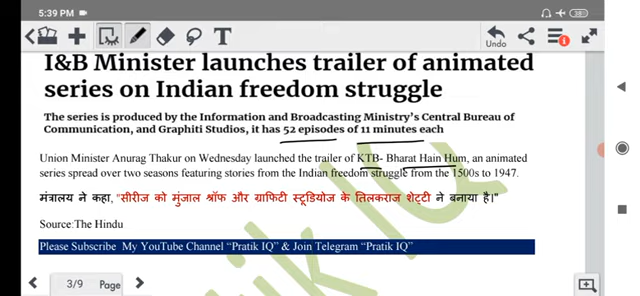 5:39 PM
38
T
Undo
I&B Minister launches trailer of animated
series on Indian freedom struggle
The series is produced by the Information and Broadcasting Ministry's Central Bureau of
Communication, and Graphiti Studios, it has 52 episodes of 11 minutes each
Union Minister Anurag Thakur on Wednesday launched the trailer of KTB- Bharat Hain Hum, an animated
series spread over two seasons featuring stories from the Indian freedom struggle from the 1500s to 1947.
मंत्रालय ने कहा, "सीरीज को मुंजाल श्रॉफ और ग्राफिटी स्टूडियोज के तिलकराज शेट्टी ने बनाया है।"
Source:The Hindu
Please Subscribe My YouTube Channel "Pratik IQ" & Join Telegram "Pratik IQ"
3/9 Page